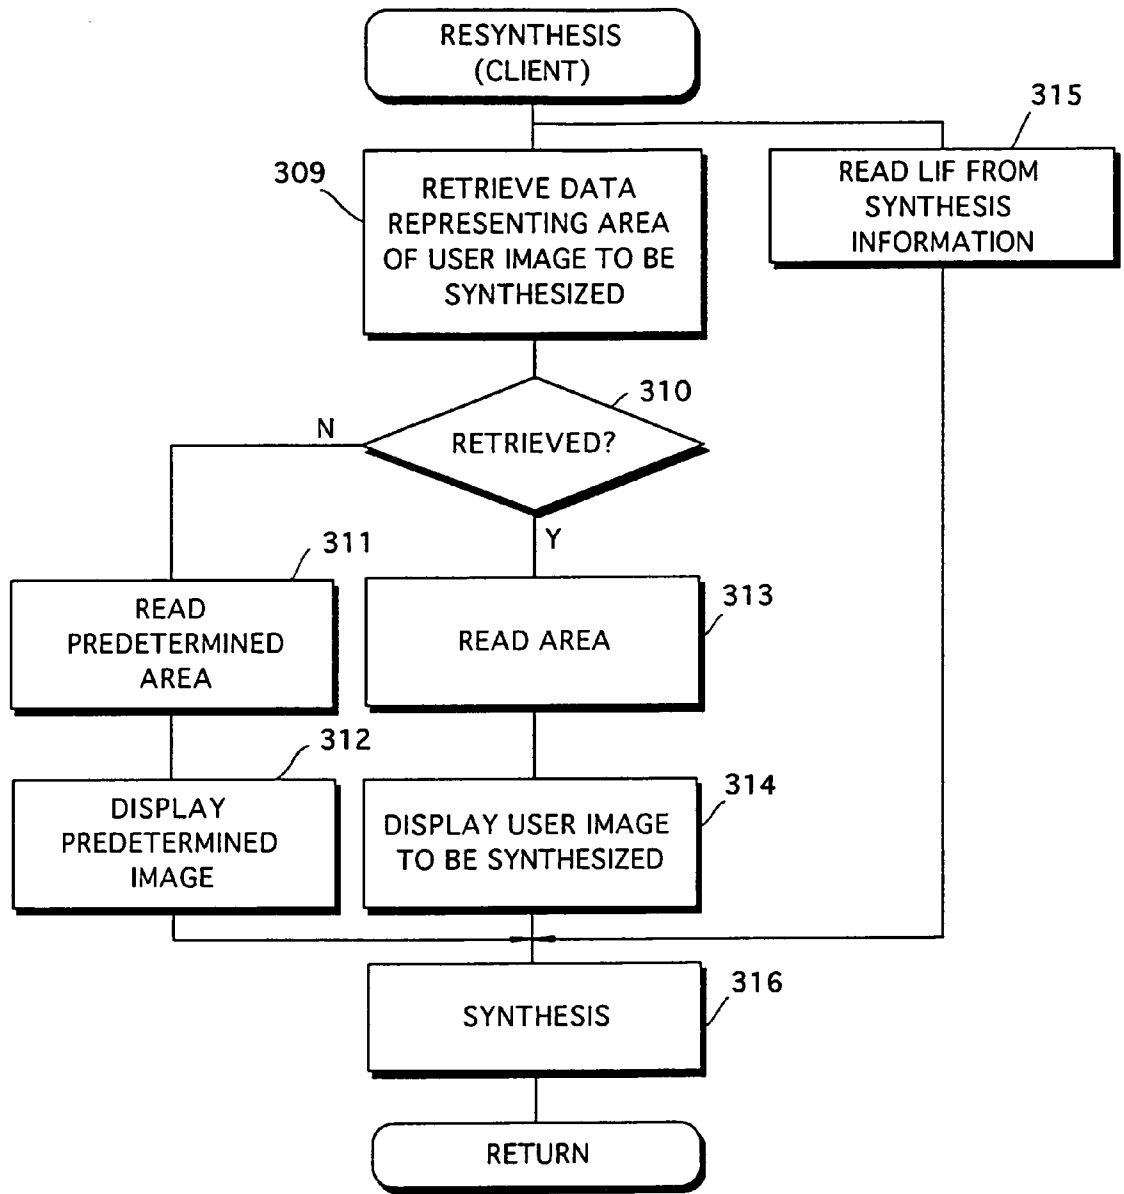 RESYNTHESIS
(CLIENT)
315
READ LIF FROM
SYNTHESIS
INFORMATION
309
RETRIEVE DATA
REPRESENTING AREA
OF USER IMAGE TO BE
SYNTHESIZED
310
N
RETRIEVED?
Y
311
READ
PREDETERMINED
AREA
313
READ AREA
312
DISPLAY
PREDETERMINED
IMAGE
314
DISPLAY USER IMAGE
TO BE SYNTHESIZED
316
SYNTHESIS
RETURN